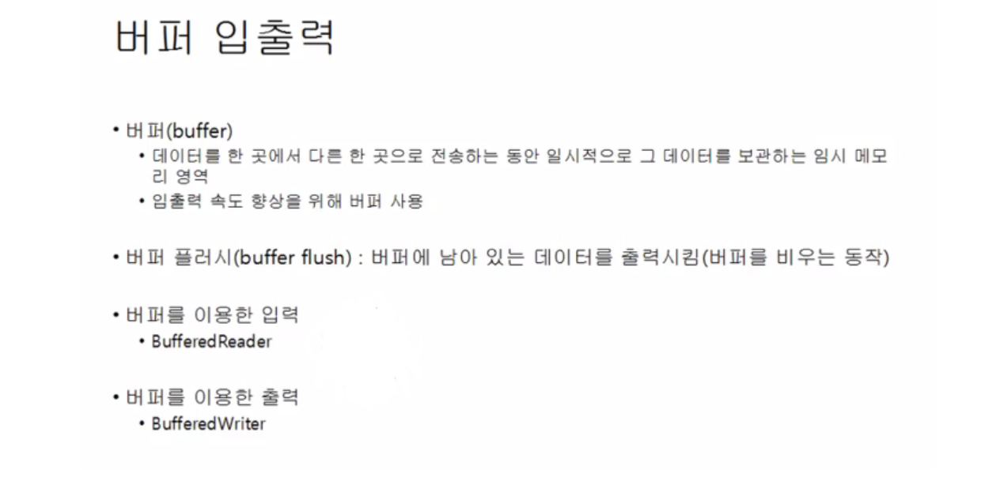 버퍼 입출력
• 버퍼(buffer)
• 데이터를 한 곳에서 다른 한 곳으로 전송하는 동안 일시적으로 그 데이터를 보관하는 임시 메모
리 영역
• 입출력 속도 향상을 위해 버퍼 사용
• 버퍼 플러시(buffer flush) : 버퍼에 남아 있는 데이터를 출력시킴(버퍼를 비우는 동작)
• 버퍼를 이용한 입력
• BufferedReader
• 버퍼를 이용한 출력
• BufferedWriter